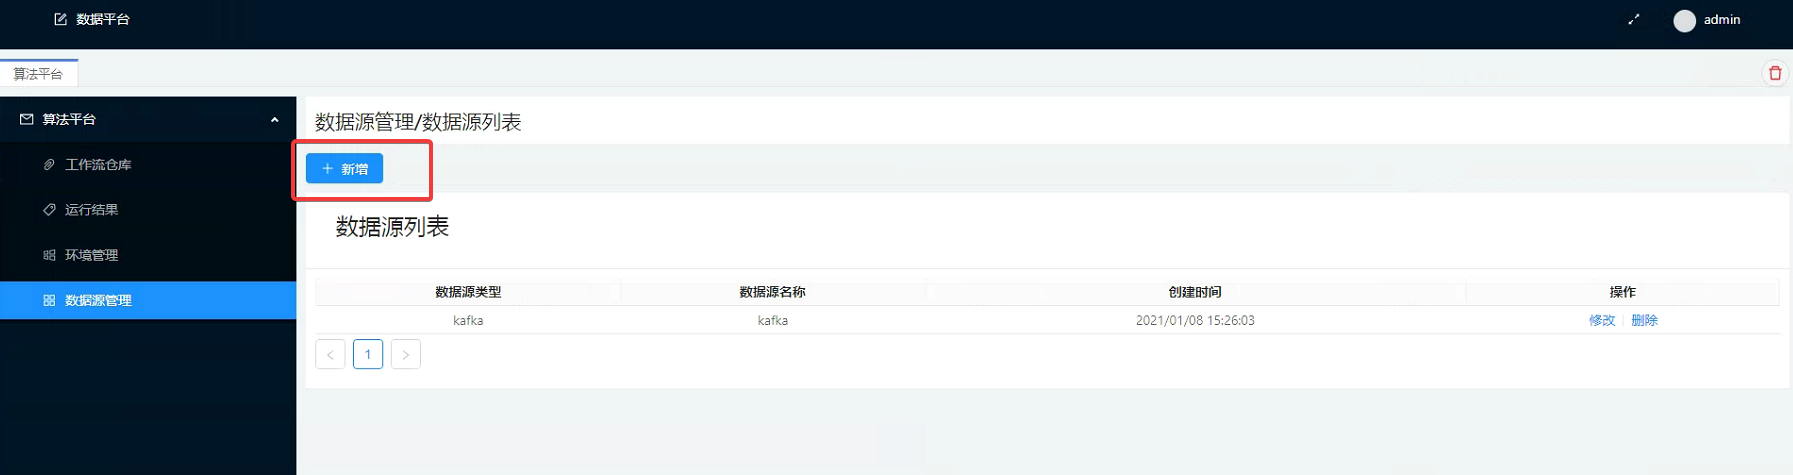 数据平台
admin
算法平台
算法平台
工作流仓库
运行结果
环境管理
数据源管理
数据源管理/数据源列表
新增
数据源列表
数据源类型 数据源名称 创建时间 操作
kafka kafka 2021/01/08 15:26:03 修改 删除
< 1 >